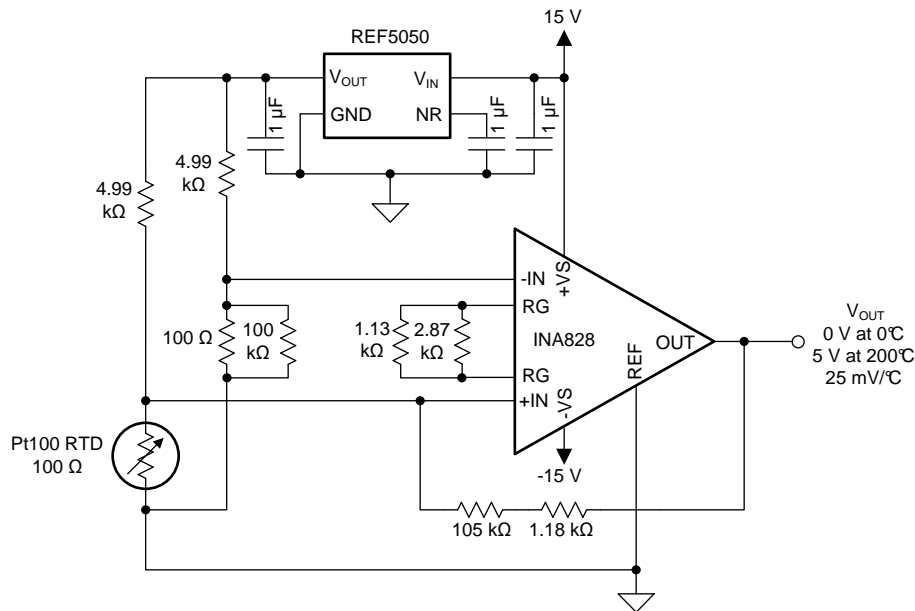 15 V
REF5050
VOUT
VIN
GND
NR
1 µF
1 µF
1 µF
4.99
kΩ
4.99
kΩ
-IN
+VS
RG
100 Ω
100
kΩ
1.13
kΩ
2.87
kΩ
INA828
OUT
REF
RG
+IN
-VS
VOUT
0 V at 0℃
5 V at 200℃
25 mV/℃
Pt100 RTD
100 Ω
-15 V
105 kΩ
1.18 kΩ